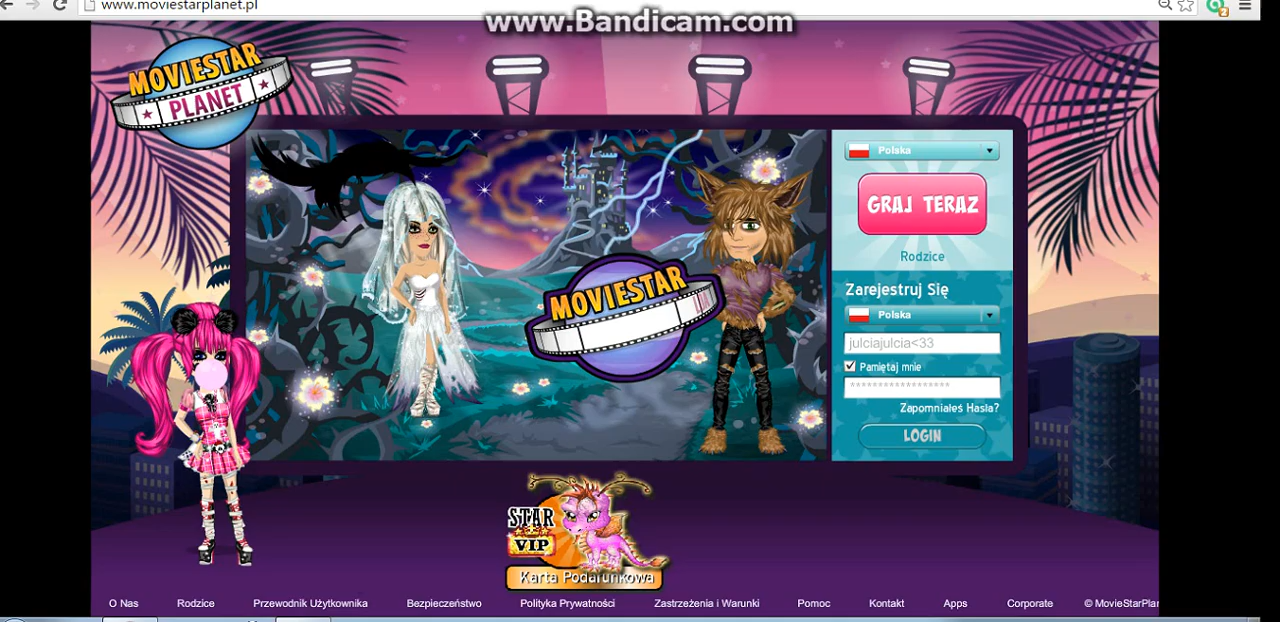 www.moviestarplanet.pl
www.Bandicam.com
2
MOVIESTAR
PLANET
Polska
GRAJ TERAZ
Rodzice
MOVIESTAR
Zarejestruj Się
Polska
julciajulcia<33
Pamiętaj mnie
******************
Zapomniałeś Hasła?
LOGIN
STAR
VIP
Karta Podarunkowa
O Nas Rodzice Przewodnik Użytkownika Bezpieczeństwo Polityka Prywatności Zastrzeżenia i Warunki Pomoc Kontakt Apps Corporate © MovieStarPlan